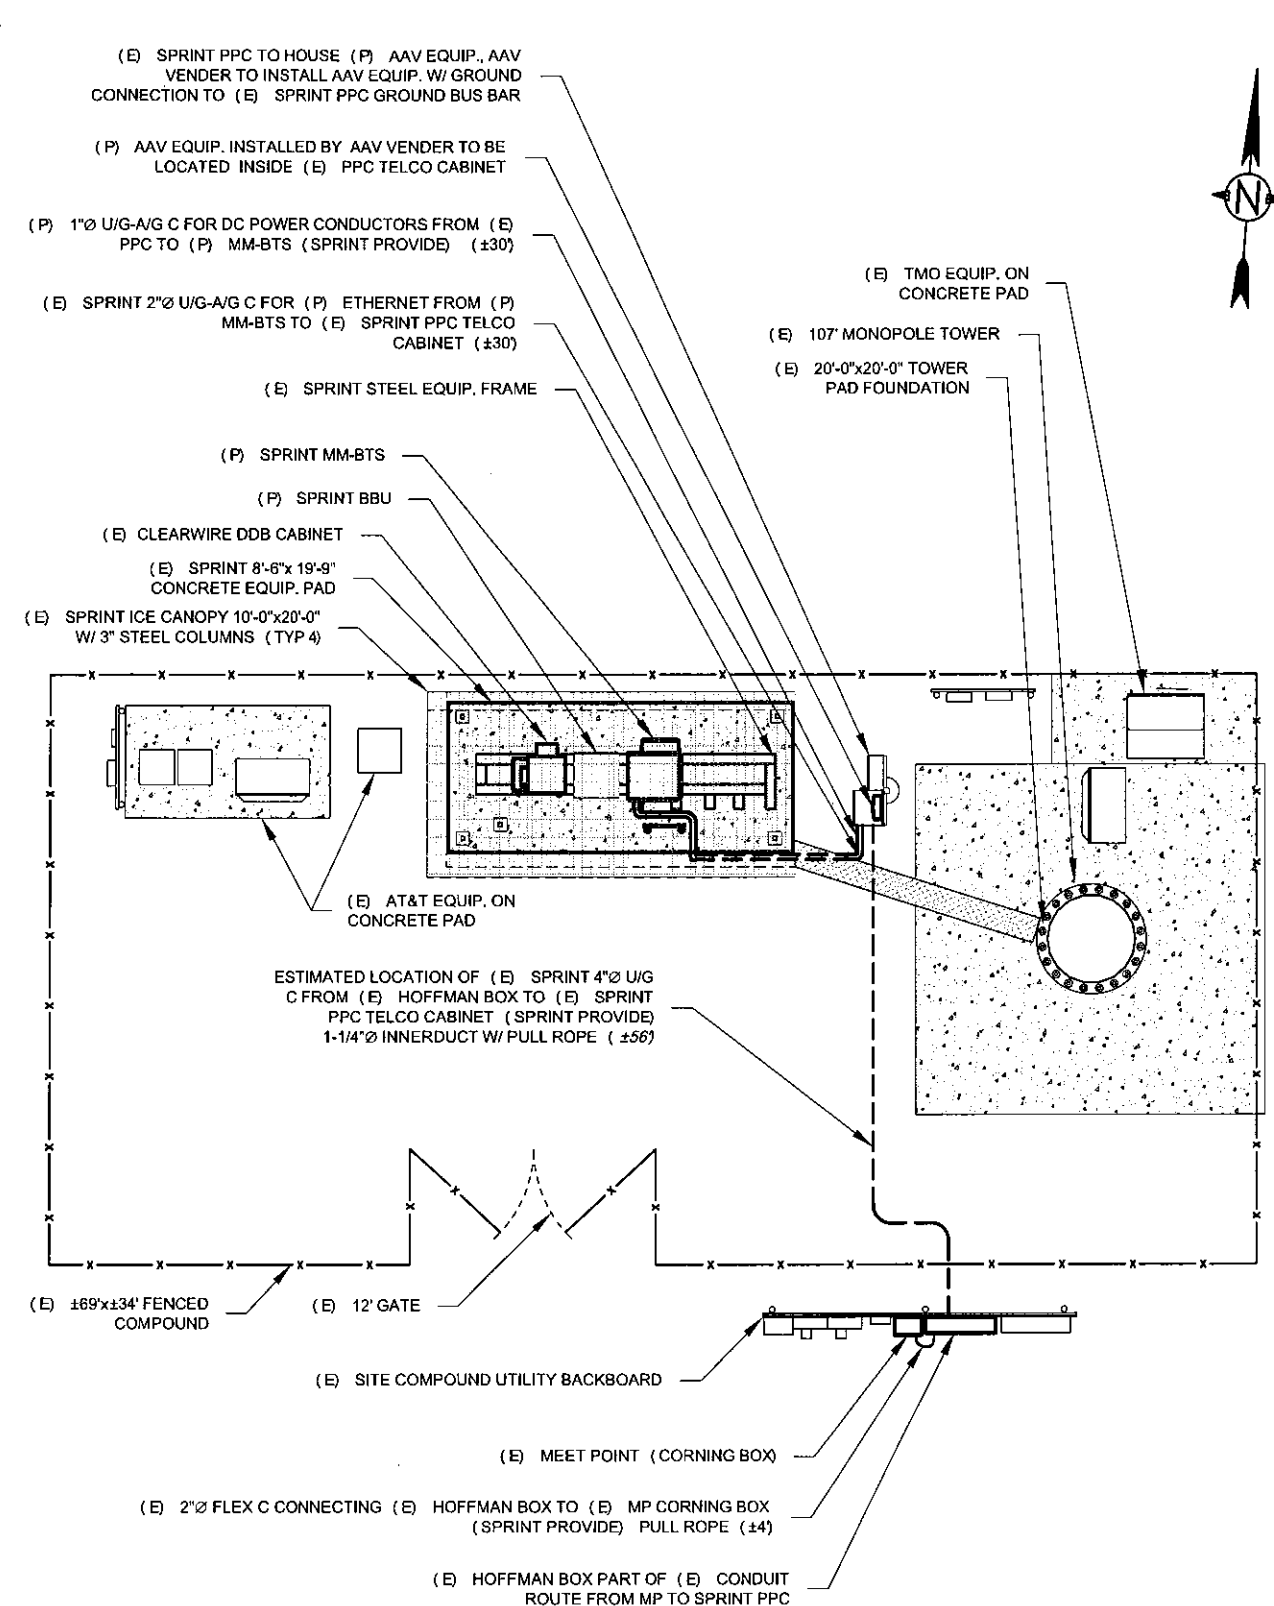 (E) SPRINT PPC TO HOUSE (P) AAV EQUIP., AAV
VENDER TO INSTALL AAV EQUIP. W/ GROUND
CONNECTION TO (E) SPRINT PPC GROUND BUS BAR
(P) AAV EQUIP. INSTALLED BY AAV VENDER TO BE
LOCATED INSIDE (E) PPC TELCO CABINET
(P) 1"Ø U/G-A/G C FOR DC POWER CONDUCTORS FROM (E)
PPC TO (P) MM-BTS (SPRINT PROVIDE) (±30')
(E) SPRINT 2"Ø U/G-A/G C FOR (P) ETHERNET FROM (P)
MM-BTS TO (E) SPRINT PPC TELCO
CABINET (±30')
(E) SPRINT STEEL EQUIP. FRAME
(P) SPRINT MM-BTS
(P) SPRINT BBU
(E) CLEARWIRE DDB CABINET
(E) SPRINT 8'-6"x 19'-9"
CONCRETE EQUIP. PAD
(E) SPRINT ICE CANOPY 10'-0"x20'-0"
W/ 3" STEEL COLUMNS (TYP 4)
N
(E) TMO EQUIP. ON
CONCRETE PAD
(E) 107' MONOPOLE TOWER
(E) 20'-0"x20'-0" TOWER
PAD FOUNDATION
(E) AT&T EQUIP. ON
CONCRETE PAD
ESTIMATED LOCATION OF (E) SPRINT 4"Ø U/G
C FROM (E) HOFFMAN BOX TO (E) SPRINT
PPC TELCO CABINET (SPRINT PROVIDE)
1-1/4"Ø INNERDUCT W/ PULL ROPE (±56')
(E) ±69'x±34' FENCED
COMPOUND
(E) 12' GATE
(E) SITE COMPOUND UTILITY BACKBOARD
(E) MEET POINT (CORNING BOX)
(E) 2"Ø FLEX C CONNECTING (E) HOFFMAN BOX TO (E) MP CORNING BOX
(SPRINT PROVIDE) PULL ROPE (±4')
(E) HOFFMAN BOX PART OF (E) CONDUIT
ROUTE FROM MP TO SPRINT PPC